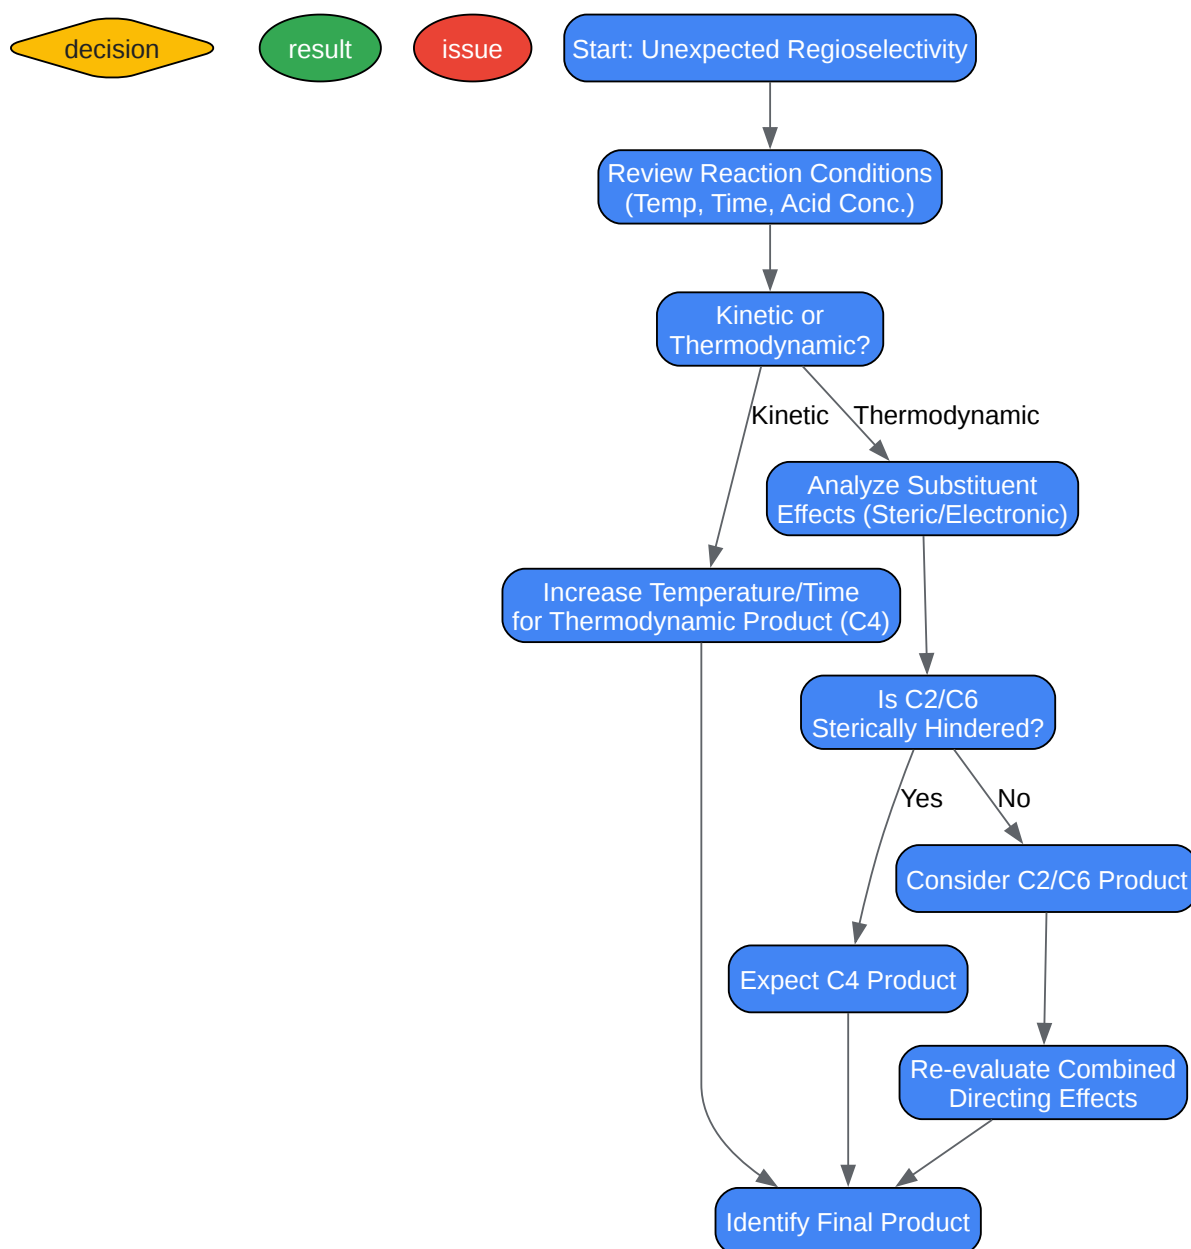 decision
result
issue
Start: Unexpected Regioselectivity
Review Reaction Conditions
(Temp, Time, Acid Conc.)
Kinetic or
Thermodynamic?
Kinetic
Thermodynamic
Analyze Substituent
Effects (Steric/Electronic)
Increase Temperature/Time
for Thermodynamic Product (C4)
Is C2/C6
Sterically Hindered?
Yes
No
Consider C2/C6 Product
Expect C4 Product
Re-evaluate Combined
Directing Effects
Identify Final Product